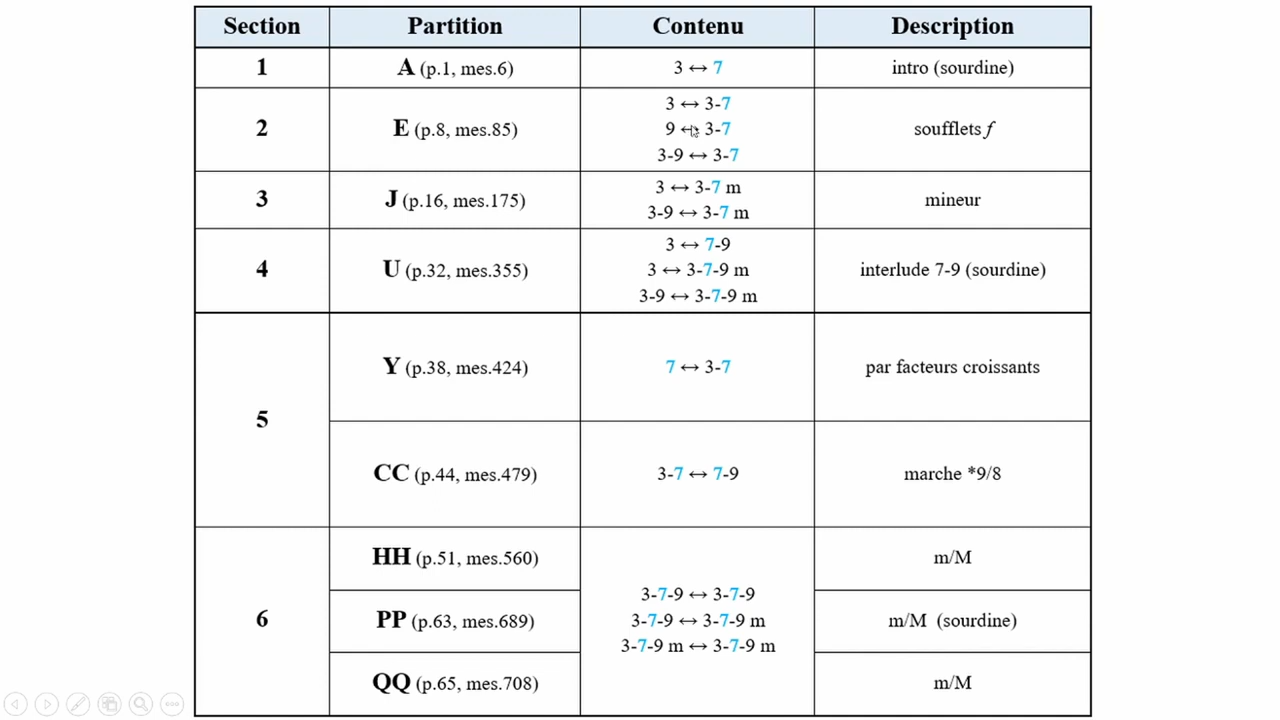 Section Partition Contenu Description
1 A (p.1, mes.6) 3 ↔ 7 intro (sourdine)
2 E (p.8, mes.85) 3 ↔ 3-7 soufflets f
9 ↔ 3-7
3-9 ↔ 3-7
3 J (p.16, mes.175) 3 ↔ 3-7 m mineur
3-9 ↔ 3-7 m
4 U (p.32, mes.355) 3 ↔ 7-9 interlude 7-9 (sourdine)
3 ↔ 3-7-9 m
3-9 ↔ 3-7-9 m
5 Y (p.38, mes.424) 7 ↔ 3-7 par facteurs croissants
CC (p.44, mes.479) 3-7 ↔ 7-9 marche *9/8
6 HH (p.51, mes.560) m/M
3-7-9 ↔ 3-7-9
3-7-9 ↔ 3-7-9 m
3-7-9 m ↔ 3-7-9 m
PP (p.63, mes.689) m/M (sourdine)
QQ (p.65, mes.708) m/M